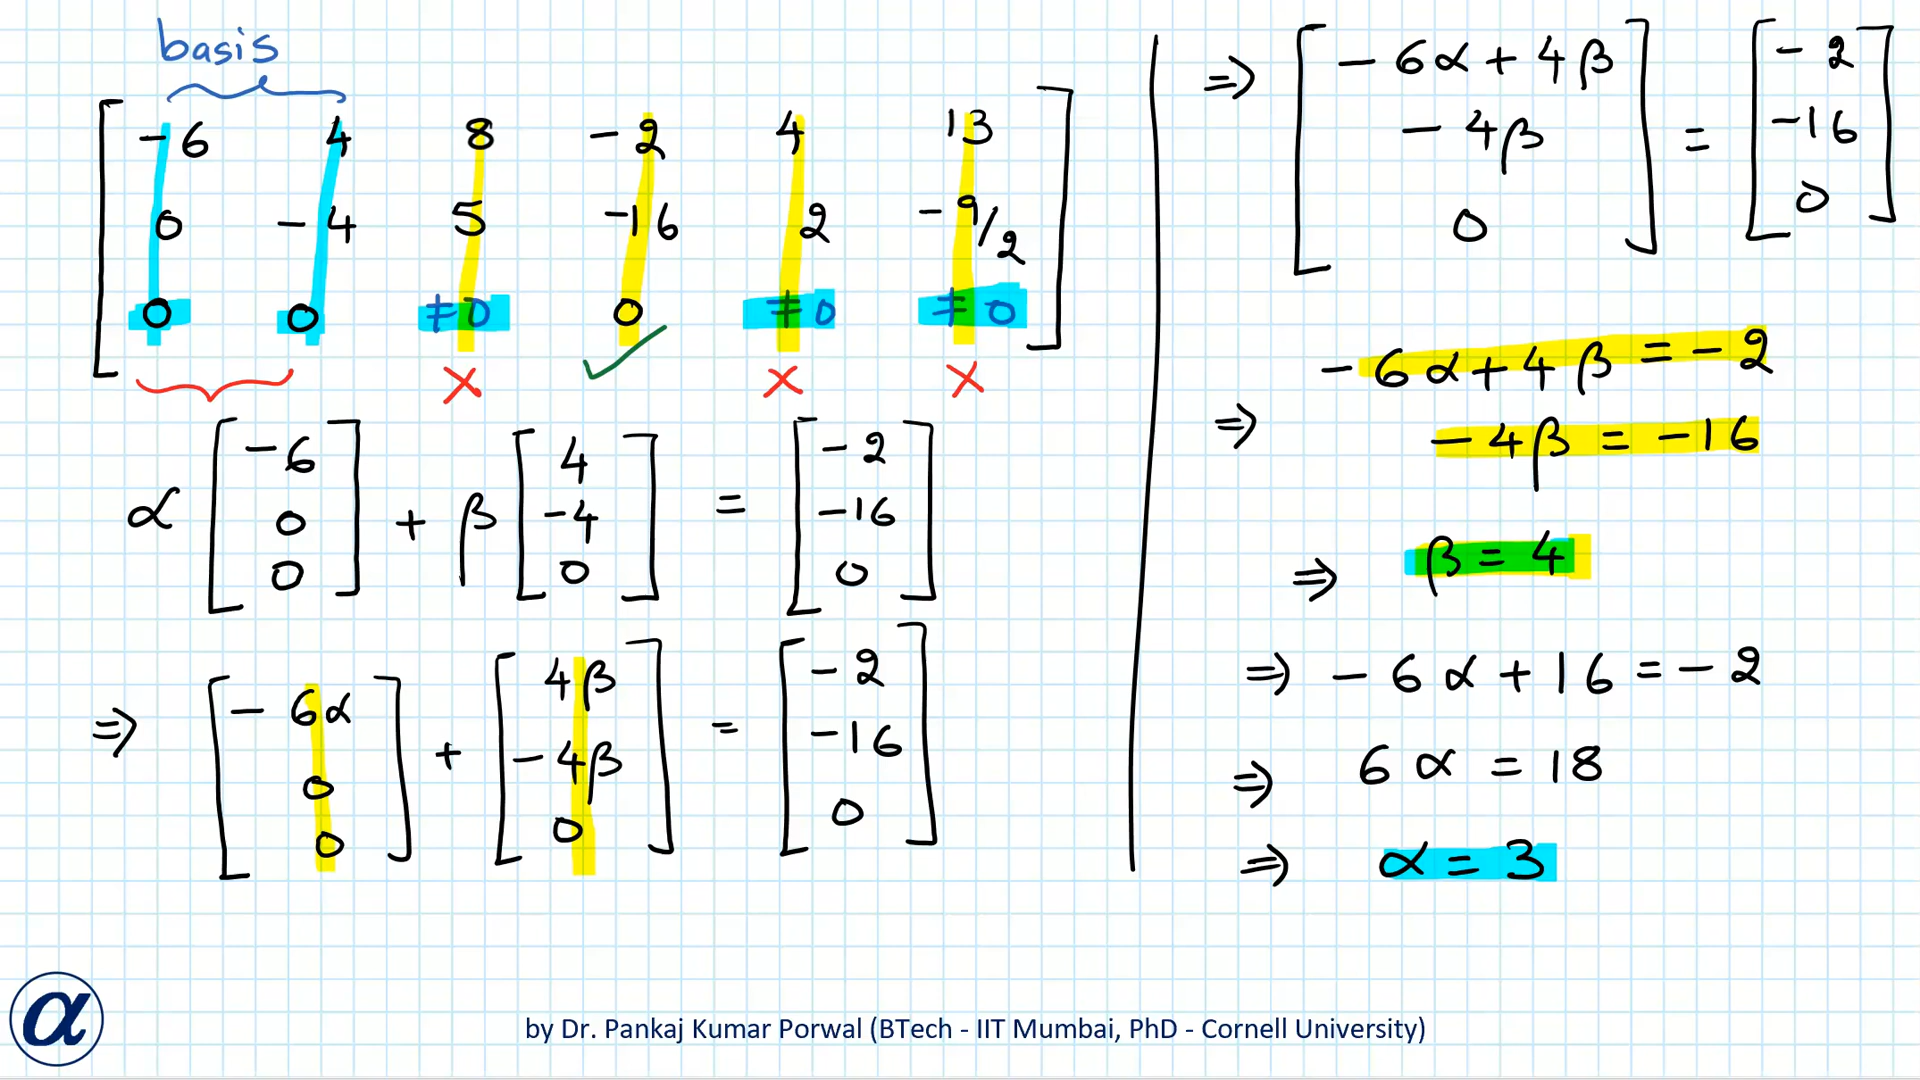 basis
-6 4 8 -2 4 13
0 -4 5 -16 2 -9/2
0 0 ≠0 0 ≠0 ≠0
✓
× × ×
α [-6 0 0] + β [4 -4 0] = [-2 -16 0]
⇒ [-6α 0 0] + [4β -4β 0] = [-2 -16 0]
⇒ [-6α+4β -4β 0] = [-2 -16 0]
-6α+4β = -2
⇒ -4β = -16
⇒ β = 4
⇒ -6α+16 = -2
⇒ 6α = 18
⇒ α = 3
α
by Dr. Pankaj Kumar Porwal (BTech - IIT Mumbai, PhD - Cornell University)